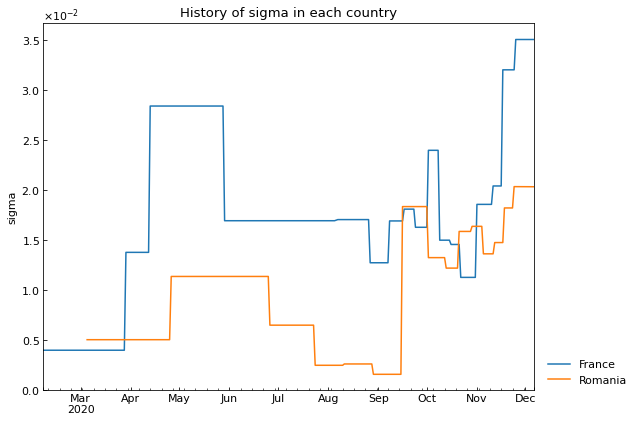 History of sigma in each country
×10⁻²
3.5
3.0
2.5
2.0
1.5
1.0
0.5
0.0
sigma
Mar Apr May Jun Jul Aug Sep Oct Nov Dec
2020
France
Romania